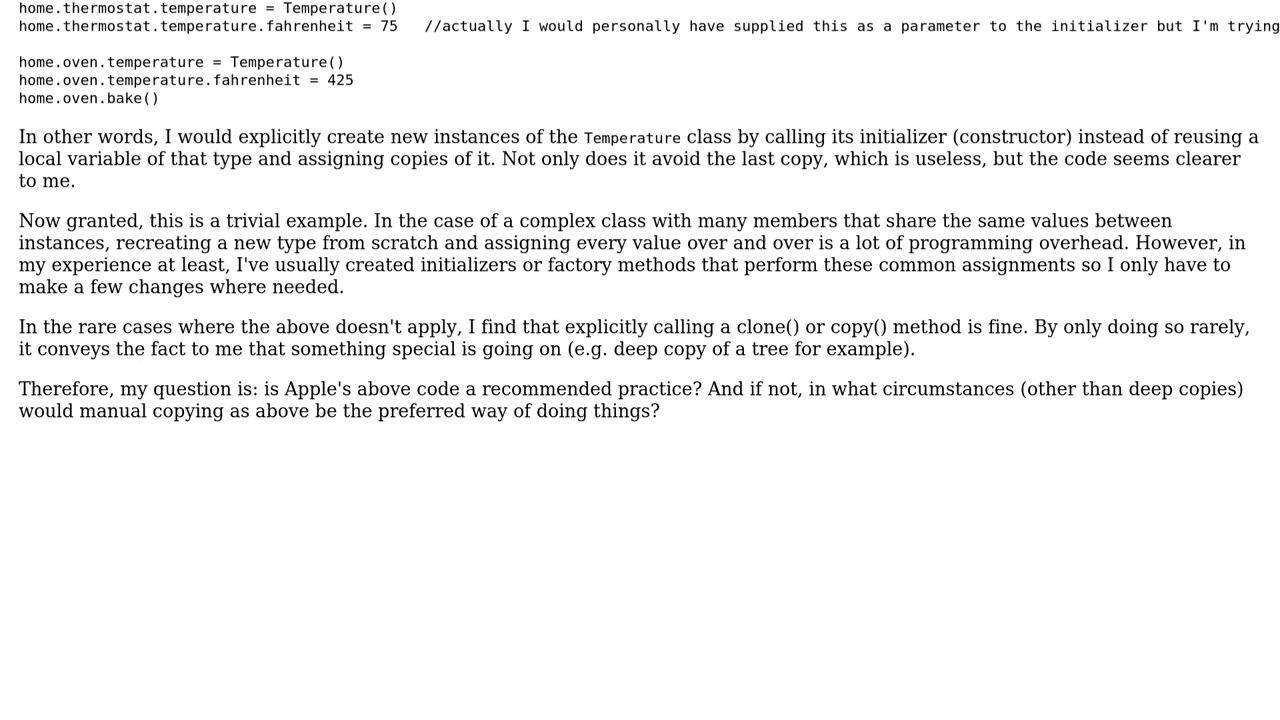 home.thermostat.temperature = Temperature()
home.thermostat.temperature.fahrenheit = 75   //actually I would personally have supplied this as a parameter to the initializer but I'm trying
home.oven.temperature = Temperature()
home.oven.temperature.fahrenheit = 425
home.oven.bake()
In other words, I would explicitly create new instances of the Temperature class by calling its initializer (constructor) instead of reusing a
local variable of that type and assigning copies of it. Not only does it avoid the last copy, which is useless, but the code seems clearer
to me.
Now granted, this is a trivial example. In the case of a complex class with many members that share the same values between
instances, recreating a new type from scratch and assigning every value over and over is a lot of programming overhead. However, in
my experience at least, I've usually created initializers or factory methods that perform these common assignments so I only have to
make a few changes where needed.
In the rare cases where the above doesn't apply, I find that explicitly calling a clone() or copy() method is fine. By only doing so rarely,
it conveys the fact to me that something special is going on (e.g. deep copy of a tree for example).
Therefore, my question is: is Apple's above code a recommended practice? And if not, in what circumstances (other than deep copies)
would manual copying as above be the preferred way of doing things?